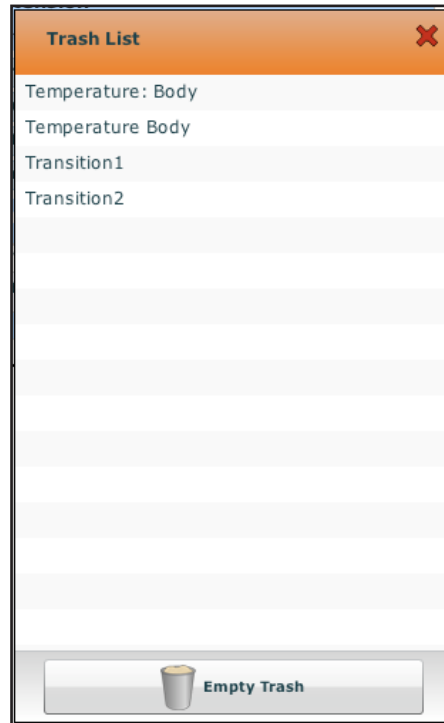 Trash List
Temperature: Body
Temperature Body
Transition1
Transition2
Empty Trash